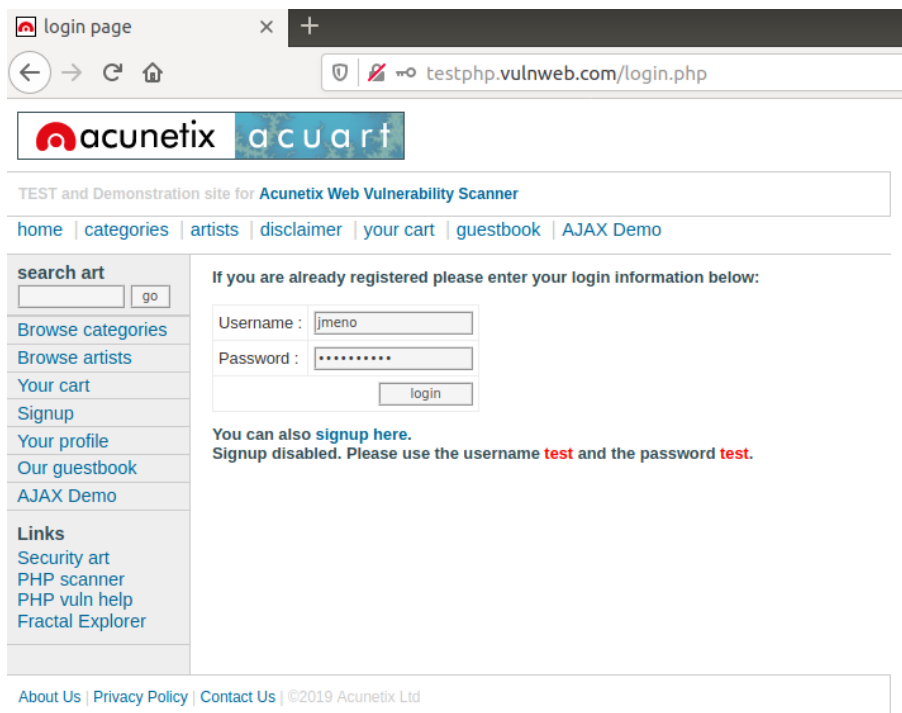 login page
testphp.vulnweb.com/login.php
acunetix acuart
TEST and Demonstration site for Acunetix Web Vulnerability Scanner
home | categories | artists | disclaimer | your cart | guestbook | AJAX Demo
search art
go
Browse categories
Browse artists
Your cart
Signup
Your profile
Our guestbook
AJAX Demo
Links
Security art
PHP scanner
PHP vuln help
Fractal Explorer
If you are already registered please enter your login information below:
Username : jmeno
Password : ••••••••••
login
You can also signup here.
Signup disabled. Please use the username test and the password test.
About Us | Privacy Policy | Contact Us | ©2019 Acunetix Ltd